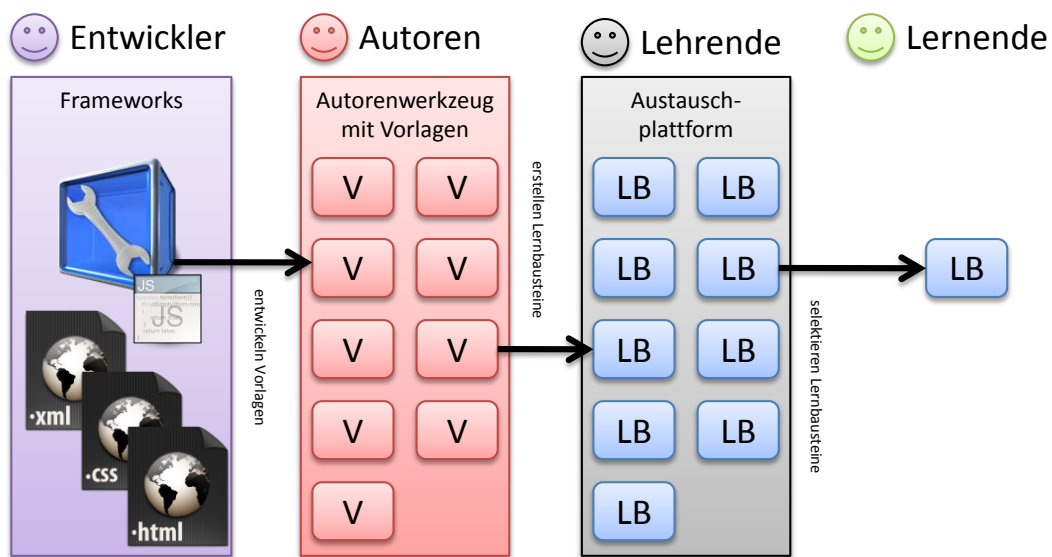 Entwickler
Autoren
Lehrende
Lernende
Frameworks
JS
JS
.xml
.css
.html
entwickeln Vorlagen
Autorenwerkzeug
mit Vorlagen
V
V
V
V
V
V
V
V
V
erstellen Lernbausteine
Austausch-
plattform
LB
LB
LB
LB
LB
LB
LB
LB
LB
selektieren Lernbausteine
LB